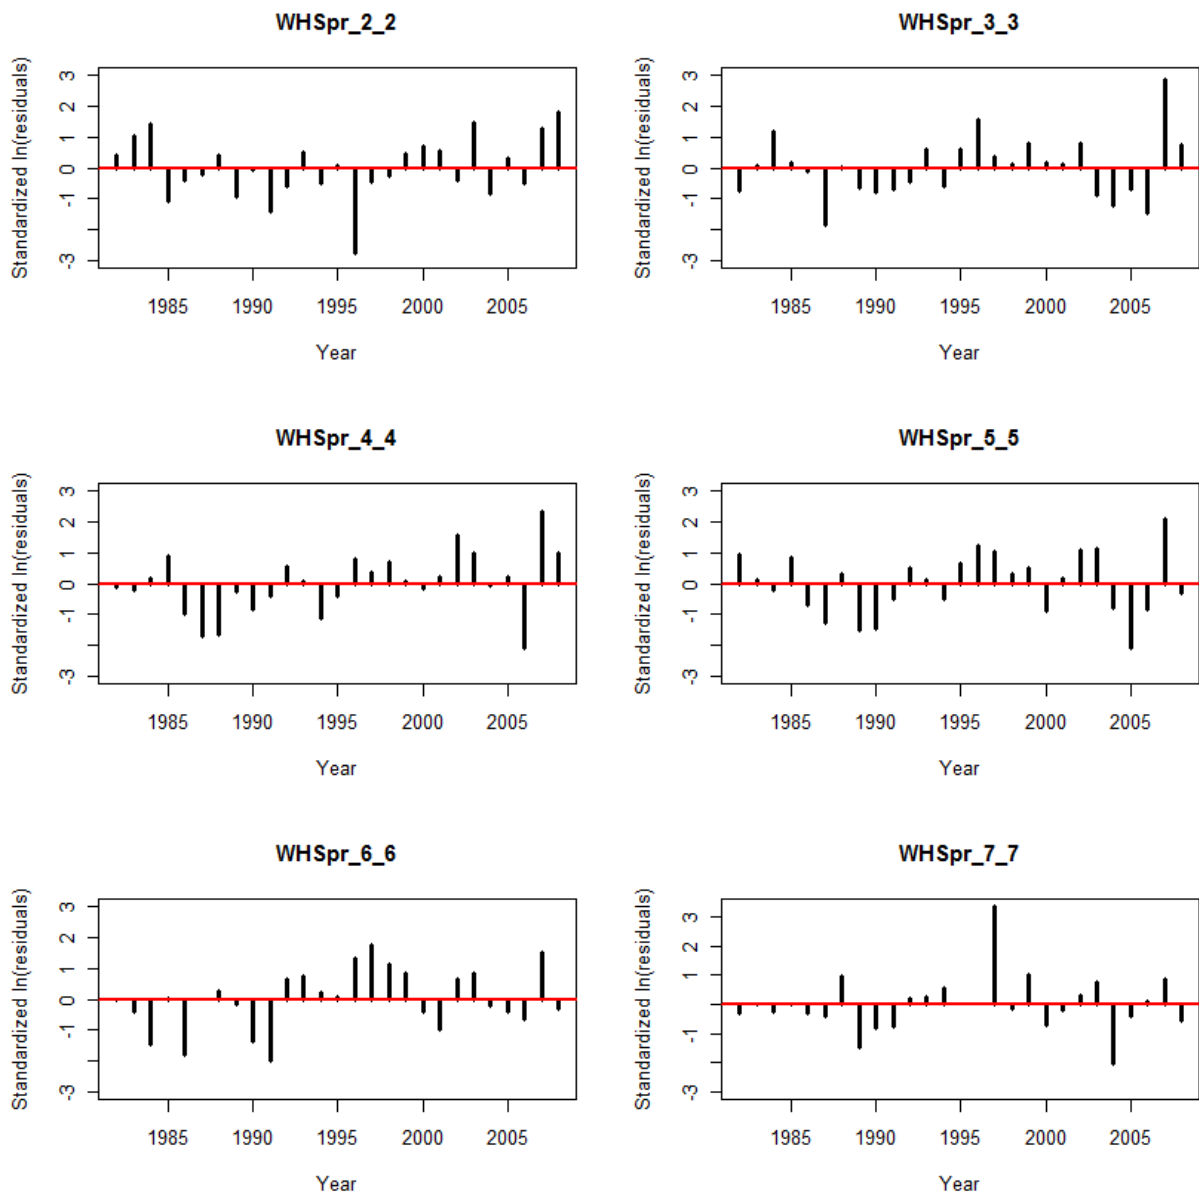 WHSpr_2_2
WHSpr_3_3
Standardized ln(residuals)
3
2
1
0
-1
-3
1985 1990 1995 2000 2005
Year
Standardized ln(residuals)
3
2
1
0
-1
-3
1985 1990 1995 2000 2005
Year
WHSpr_4_4
WHSpr_5_5
Standardized ln(residuals)
3
2
1
0
-1
-3
1985 1990 1995 2000 2005
Year
Standardized ln(residuals)
3
2
1
0
-1
-3
1985 1990 1995 2000 2005
Year
WHSpr_6_6
WHSpr_7_7
Standardized ln(residuals)
3
2
1
0
-1
-3
1985 1990 1995 2000 2005
Year
Standardized ln(residuals)
3
2
1
0
-1
-3
1985 1990 1995 2000 2005
Year